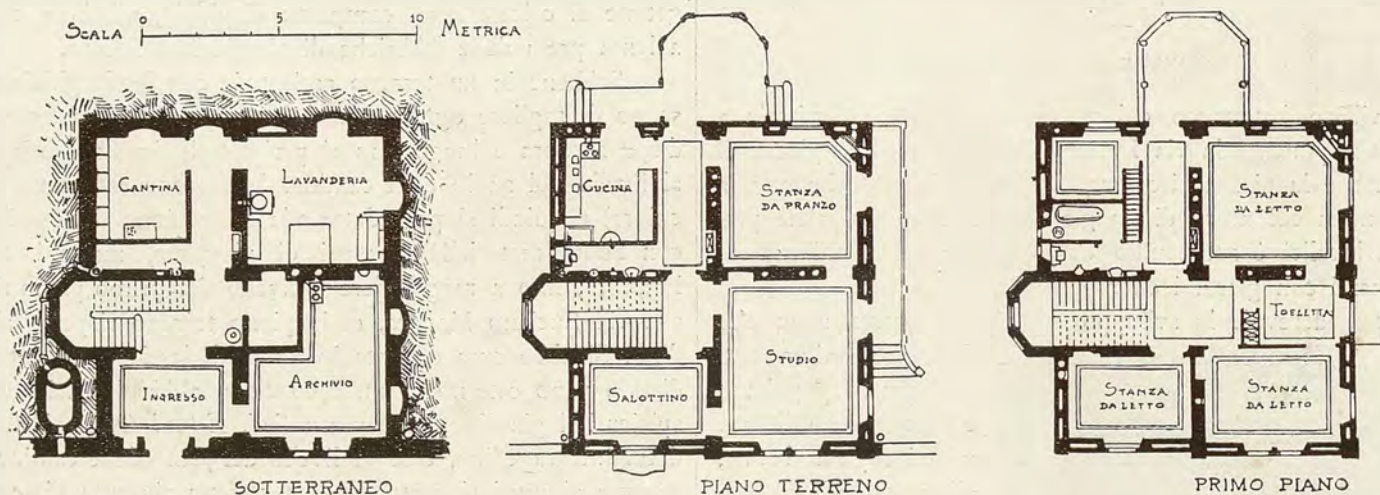 SCALA 0 5 10 METRICA
CANTINA
LAVANDERIA
INGRESSO
ARCHIVIO
SOTTERRANEO
CUCINA
STANZA
DA PRANZO
STUDIO
SALOTTINO
PIANO TERRENO
STANZA
DA LETTO
TOELETTA
STANZA
DA LETTO
STANZA
DA LETTO
PRIMO PIANO